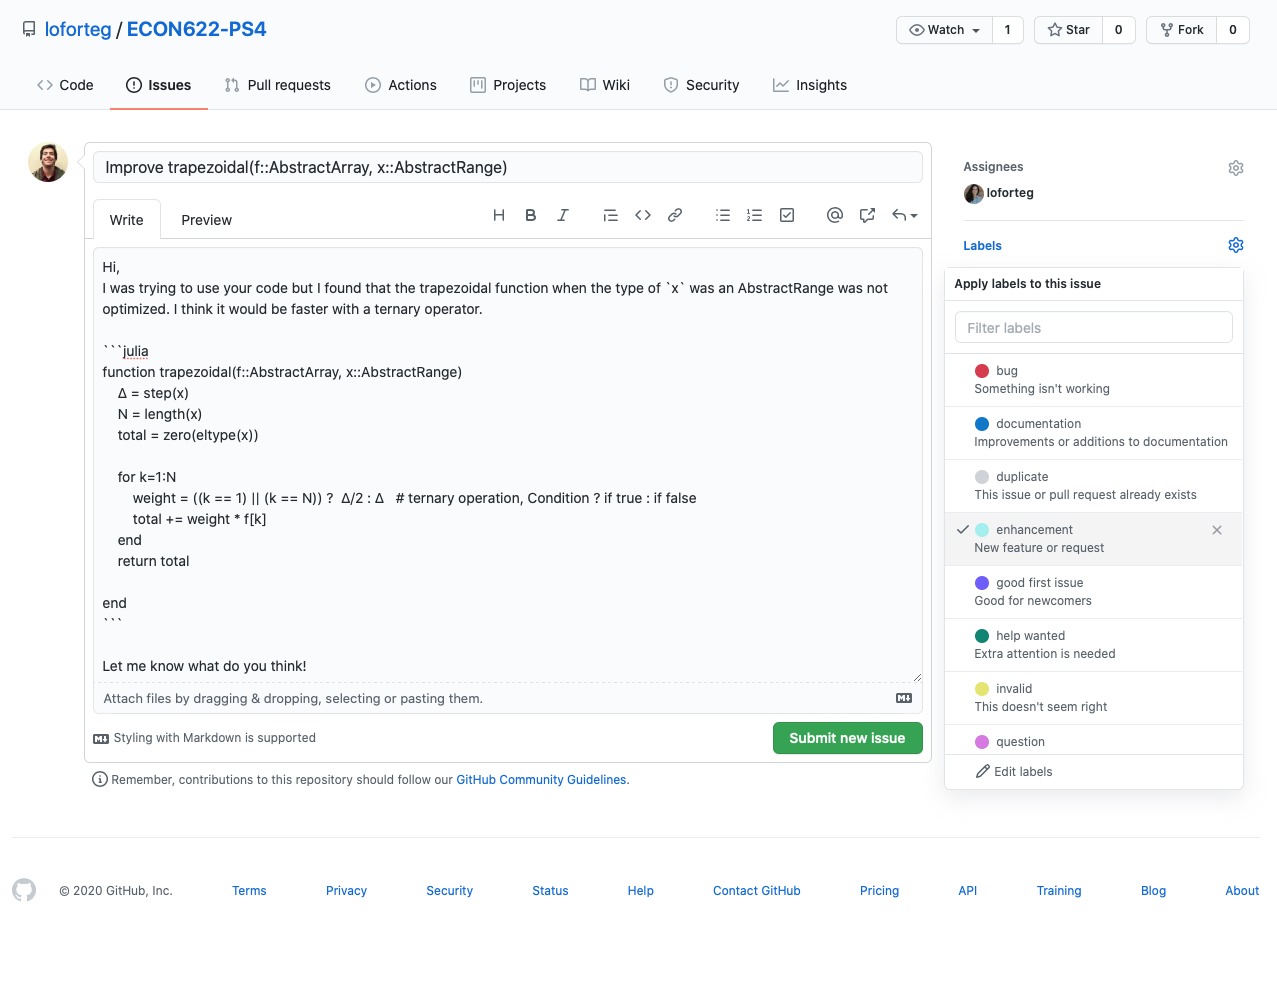 loforteg / ECON622-PS4
Watch 1 Star 0 Fork 0
Code Issues Pull requests Actions Projects Wiki Security Insights
Improve trapezoidal(f::AbstractArray, x::AbstractRange)
Write Preview
Hi,
I was trying to use your code but I found that the trapezoidal function when the type of `x` was an AbstractRange was not
optimized. I think it would be faster with a ternary operator.
```julia
function trapezoidal(f::AbstractArray, x::AbstractRange)
Δ = step(x)
N = length(x)
total = zero(eltype(x))
for k=1:N
weight = ((k == 1) || (k == N)) ?  Δ/2 : Δ   # ternary operation, Condition ? if true : if false
total += weight * f[k]
end
return total
end
```
Let me know what do you think!
Attach files by dragging & dropping, selecting or pasting them.
Styling with Markdown is supported
Submit new issue
Remember, contributions to this repository should follow our GitHub Community Guidelines.
Assignees
loforteg
Labels
Apply labels to this issue
Filter labels
bug
Something isn't working
documentation
Improvements or additions to documentation
duplicate
This issue or pull request already exists
enhancement
New feature or request
good first issue
Good for newcomers
help wanted
Extra attention is needed
invalid
This doesn't seem right
question
Edit labels
© 2020 GitHub, Inc. Terms Privacy Security Status Help Contact GitHub Pricing API Training Blog About